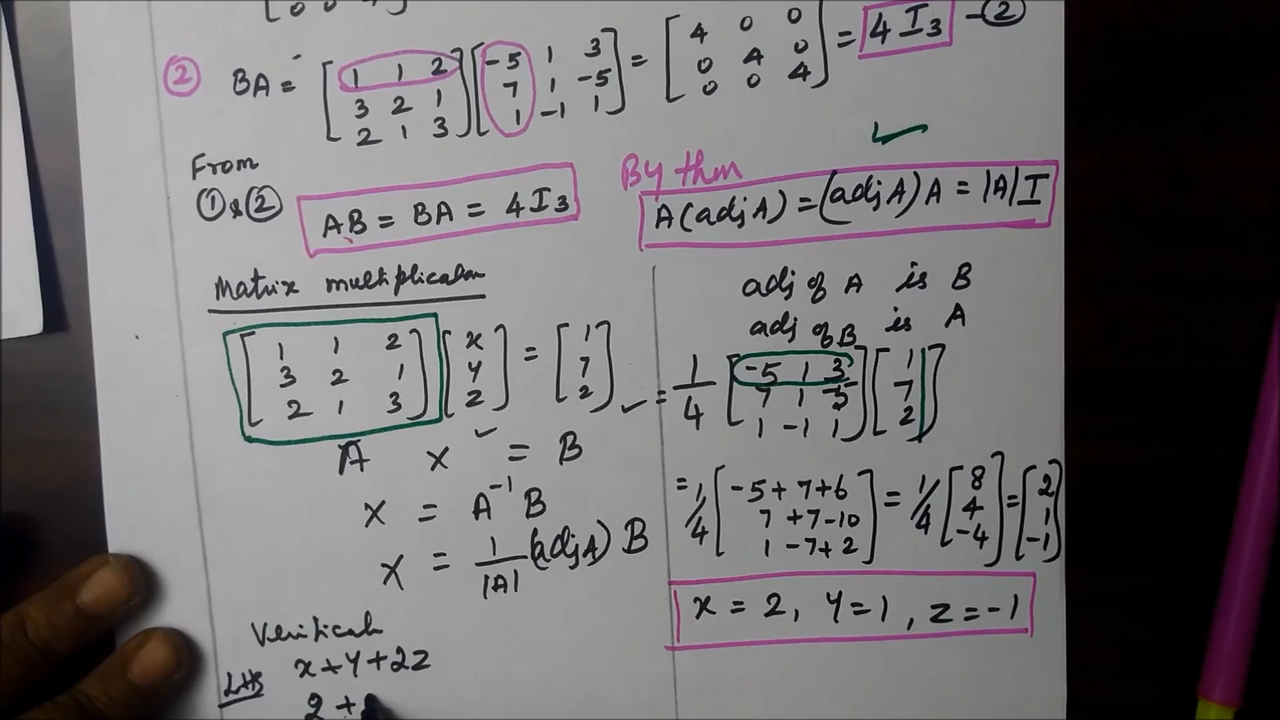 ② BA = [1 1 2; 3 2 1; 2 1 3] [-5 1 3; 7 1 -5; 1 -1 1] = [4 0 0; 0 4 0; 0 0 4] = 4I₃ -②
From
① & ② AB = BA = 4I₃
By thm
A(adjA) = (adjA)A = |A|I
Matrix multiplication
[1 1 2; 3 2 1; 2 1 3] [x; y; z] = [1; 7; 2]
A x = B
x = A⁻¹B
x = 1/|A| (adjA) B
Verification
LHS x+y+2z
2 +
adj of A is B
adj of B is A
= 1/4 [-5 1 3; 7 1 -5; 1 -1 1] [1; 7; 2]
= 1/4 [-5+7+6; 7+7-10; 1-7+2] = 1/4 [8; 4; -4] = [2; 1; -1]
x = 2, y = 1, z = -1